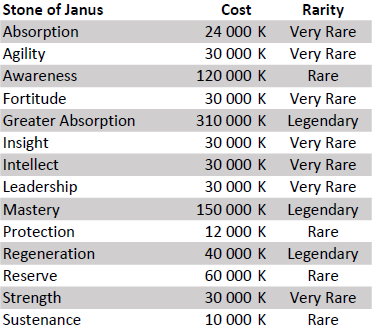 Stone of Janus Cost Rarity
Absorption 24 000 K Very Rare
Agility 30 000 K Very Rare
Awareness 120 000 K Rare
Fortitude 30 000 K Very Rare
Greater Absorption 310 000 K Legendary
Insight 30 000 K Very Rare
Intellect 30 000 K Very Rare
Leadership 30 000 K Very Rare
Mastery 150 000 K Legendary
Protection 12 000 K Rare
Regeneration 40 000 K Legendary
Reserve 60 000 K Rare
Strength 30 000 K Very Rare
Sustenance 10 000 K Rare